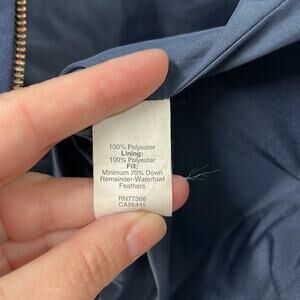 100% Polyester
Lining:
100% Polyester
Fill:
Minimum 70% Down
Remainder-Waterfowl
Feathers
RN77388
CA56445